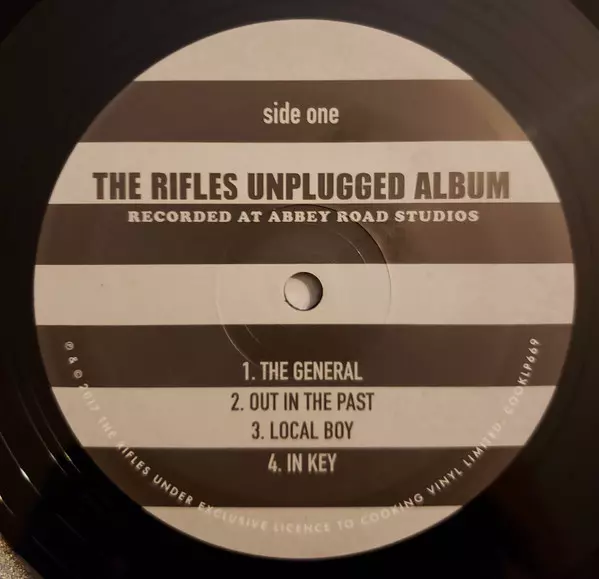 side one
THE RIFLES UNPLUGGED ALBUM
RECORDED AT ABBEY ROAD STUDIOS
1. THE GENERAL
2. OUT IN THE PAST
3. LOCAL BOY
4. IN KEY
℗ & © 2017 THE RIFLES UNDER EXCLUSIVE LICENCE TO COOKING VINYL LIMITED. COOKLP669